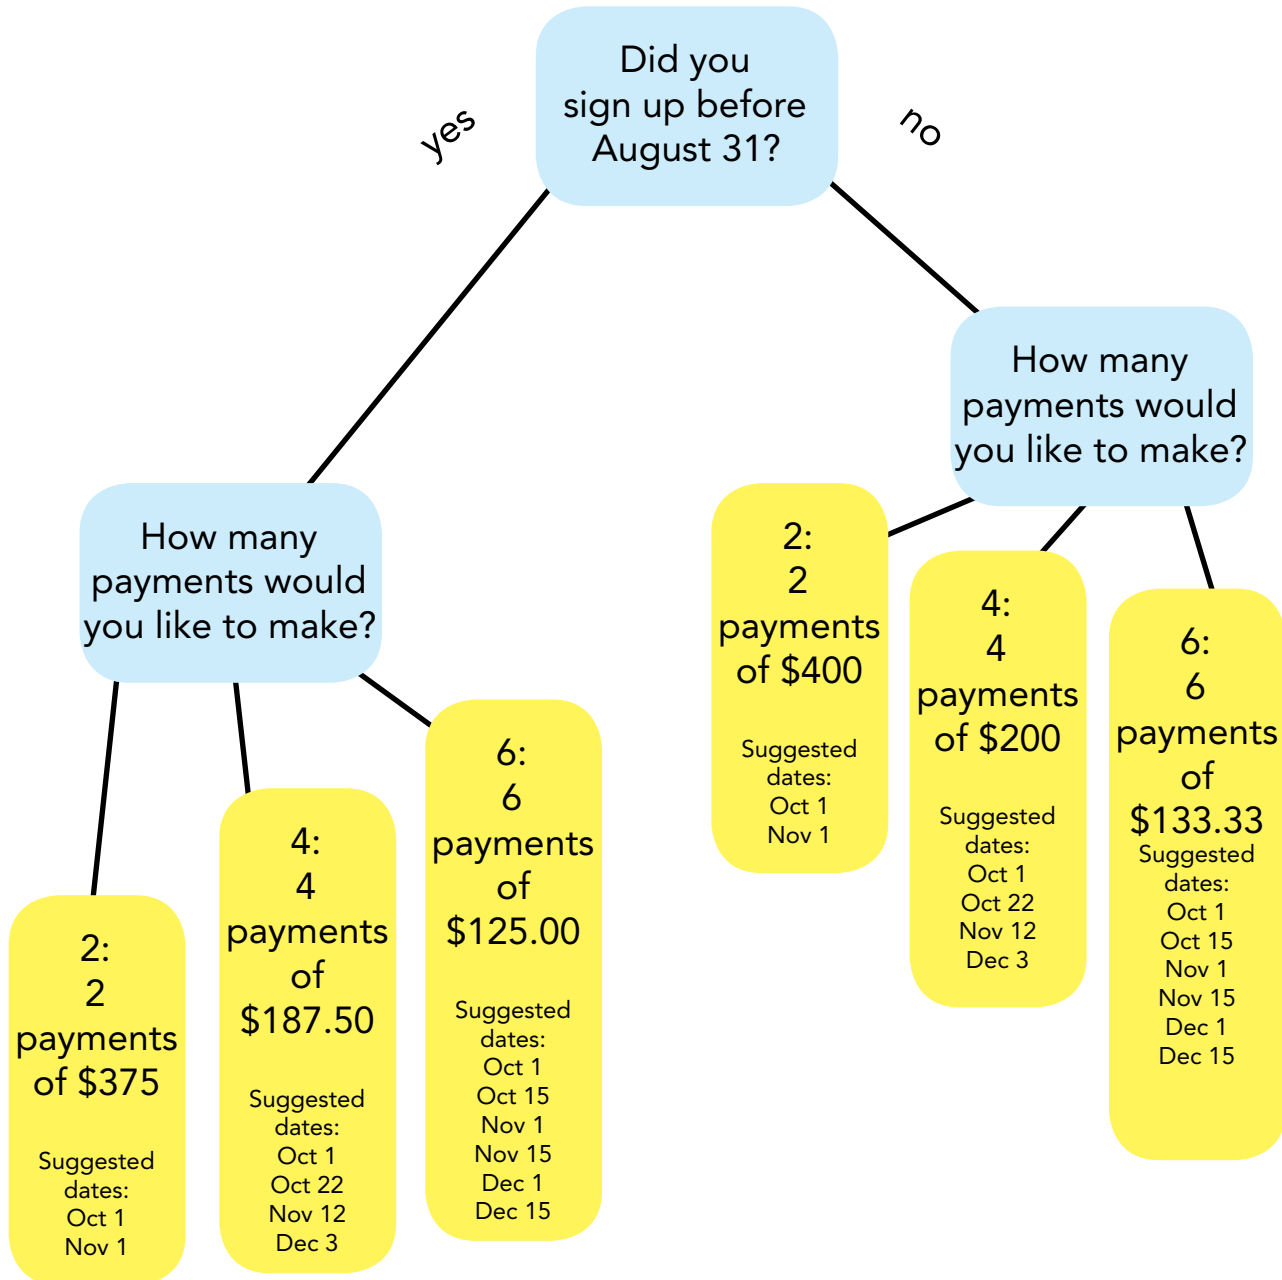 Did you
sign up before
August 31?
yes
no
How many
payments would
you like to make?
2:
2
payments
of $375
Suggested
dates:
Oct 1
Nov 1
4:
4
payments
of
$187.50
Suggested
dates:
Oct 1
Oct 22
Nov 12
Dec 3
6:
6
payments
of
$125.00
Suggested
dates:
Oct 1
Oct 15
Nov 1
Nov 15
Dec 1
Dec 15
How many
payments would
you like to make?
2:
2
payments
of $400
Suggested
dates:
Oct 1
Nov 1
4:
4
payments
of $200
Suggested
dates:
Oct 1
Oct 22
Nov 12
Dec 3
6:
6
payments
of
$133.33
Suggested
dates:
Oct 1
Oct 15
Nov 1
Nov 15
Dec 1
Dec 15